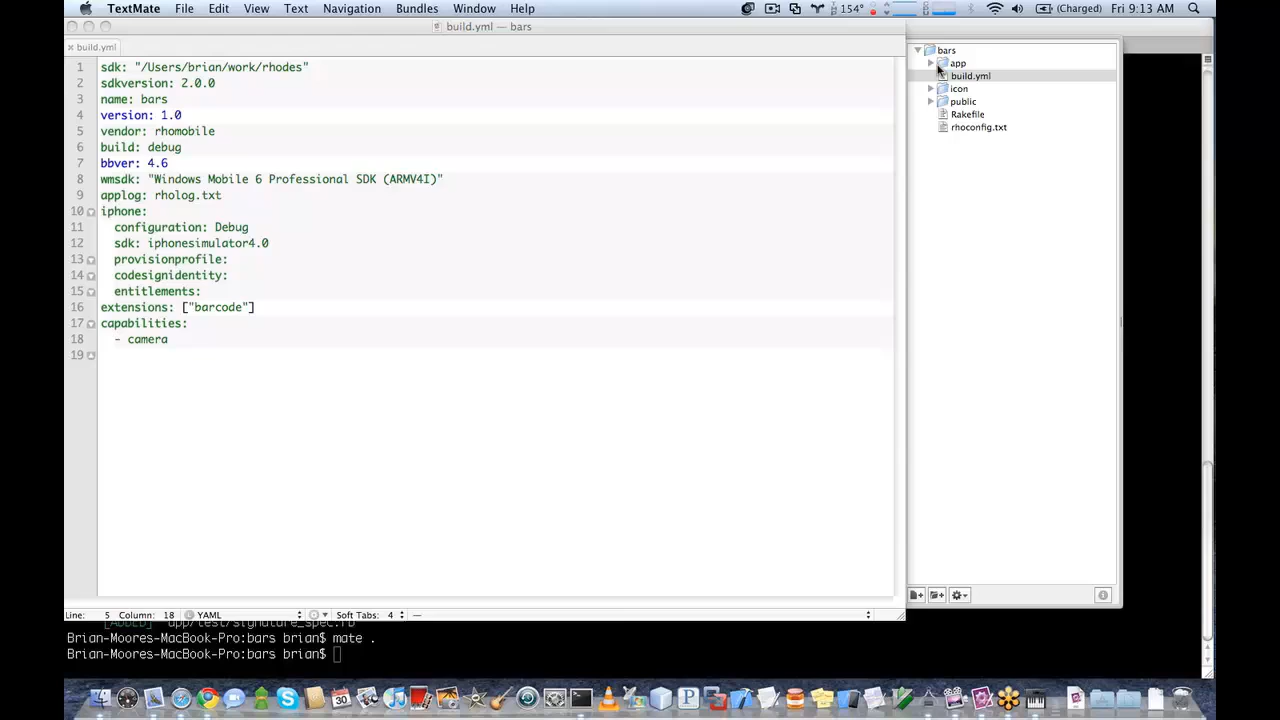 TextMate File Edit View Text Navigation Bundles Window Help 154° (Charged) Fri 9:13 AM
build.yml — bars
build.yml
1 sdk: "/Users/brian/work/rhodes"
2 sdkversion: 2.0.0
3 name: bars
4 version: 1.0
5 vendor: rhomobile
6 build: debug
7 bbver: 4.6
8 wmsdk: "Windows Mobile 6 Professional SDK (ARMV4I)"
9 applog: rholog.txt
10 iphone:
11 configuration: Debug
12 sdk: iphonesimulator4.0
13 provisionprofile:
14 codesignidentity:
15 entitlements:
16 extensions: ["barcode"]
17 capabilities:
18 - camera
19
bars
app
build.yml
icon
public
Rakefile
rhoconfig.txt
Line: 5 Column: 18 YAML Soft Tabs: 4 —
[ADDED] app/test/signature_spec.rb
Brian-Moores-MacBook-Pro:bars brian$ mate .
Brian-Moores-MacBook-Pro:bars brian$